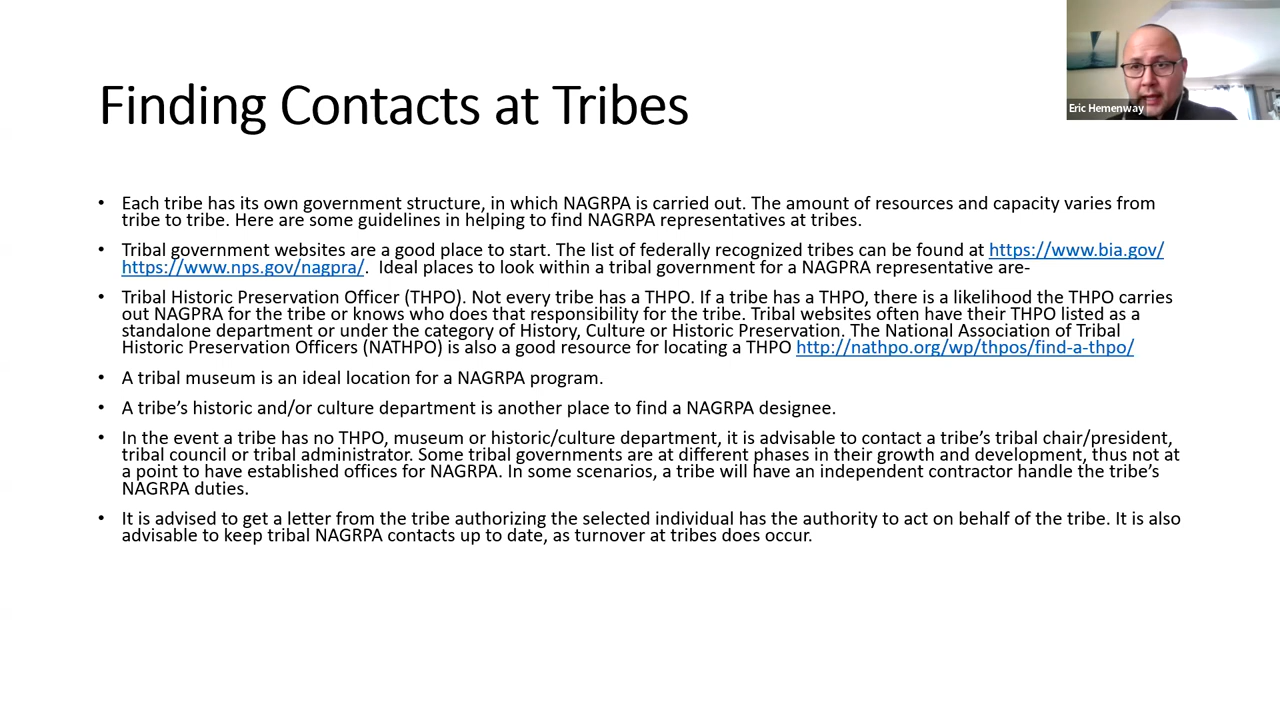 Finding Contacts at Tribes
Eric Hemenway
• Each tribe has its own government structure, in which NAGRPA is carried out. The amount of resources and capacity varies from
tribe to tribe. Here are some guidelines in helping to find NAGRPA representatives at tribes.
• Tribal government websites are a good place to start. The list of federally recognized tribes can be found at https://www.bia.gov/
https://www.nps.gov/nagpra/.  Ideal places to look within a tribal government for a NAGPRA representative are-
• Tribal Historic Preservation Officer (THPO). Not every tribe has a THPO. If a tribe has a THPO, there is a likelihood the THPO carries
out NAGPRA for the tribe or knows who does that responsibility for the tribe. Tribal websites often have their THPO listed as a
standalone department or under the category of History, Culture or Historic Preservation. The National Association of Tribal
Historic Preservation Officers (NATHPO) is also a good resource for locating a THPO http://nathpo.org/wp/thpos/find-a-thpo/
• A tribal museum is an ideal location for a NAGRPA program.
• A tribe’s historic and/or culture department is another place to find a NAGRPA designee.
• In the event a tribe has no THPO, museum or historic/culture department, it is advisable to contact a tribe’s tribal chair/president,
tribal council or tribal administrator. Some tribal governments are at different phases in their growth and development, thus not at
a point to have established offices for NAGRPA. In some scenarios, a tribe will have an independent contractor handle the tribe’s
NAGRPA duties.
• It is advised to get a letter from the tribe authorizing the selected individual has the authority to act on behalf of the tribe. It is also
advisable to keep tribal NAGRPA contacts up to date, as turnover at tribes does occur.